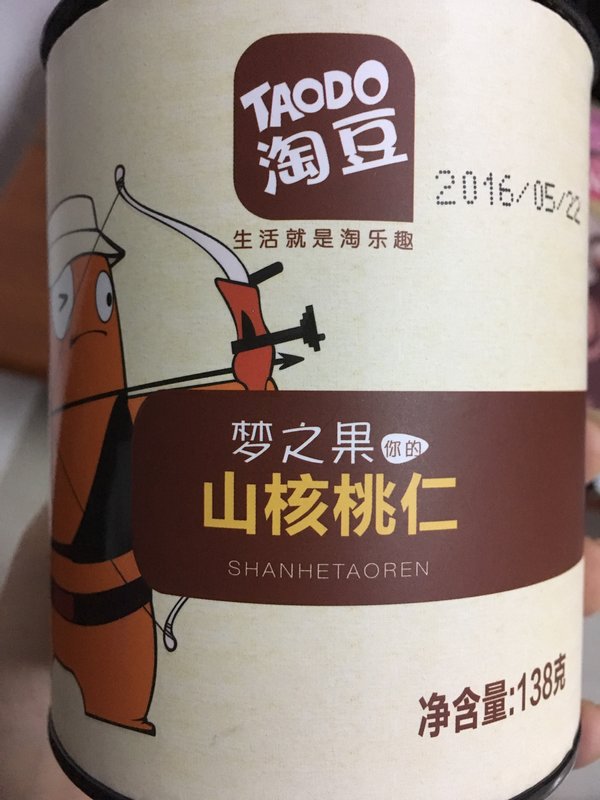 TAODO
淘豆
2016/05/22
生活就是淘乐趣
梦之果 你的
山核桃仁
SHANHETAOREN
净含量:138克